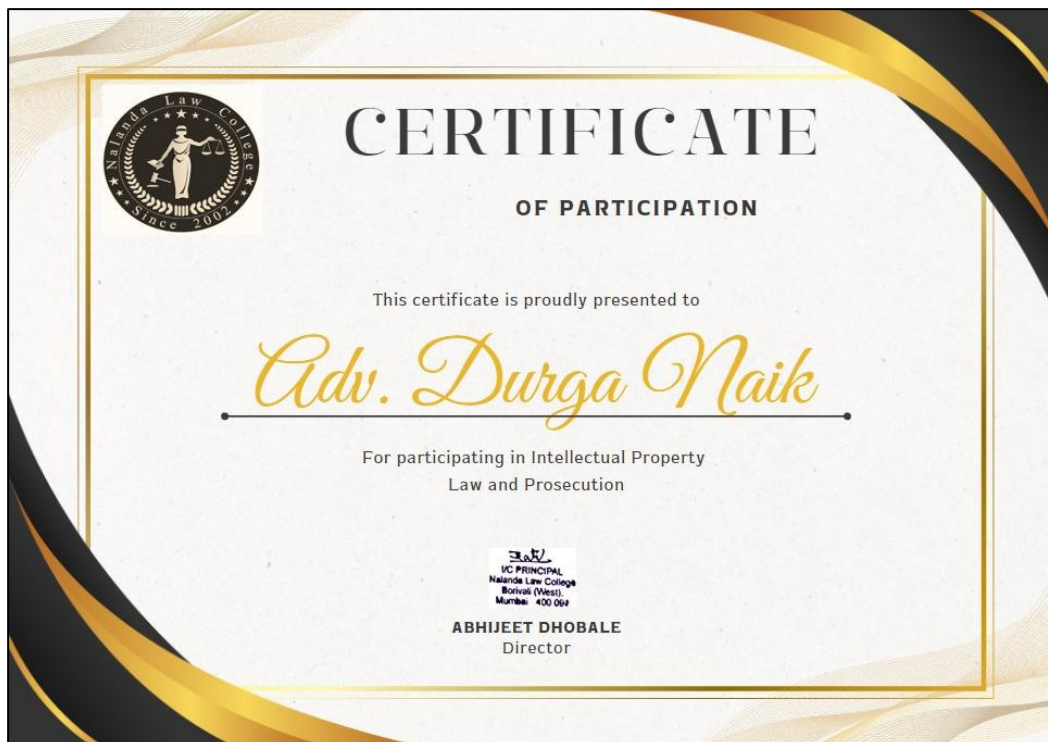 Nalanda Law College
Since 2002
CERTIFICATE
OF PARTICIPATION
This certificate is proudly presented to
Adv. Durga Naik
For participating in Intellectual Property
Law and Prosecution
I/C PRINCIPAL
Nalanda Law College
Borivali (West),
Mumbai 400
ABHIJEET DHOBALE
Director